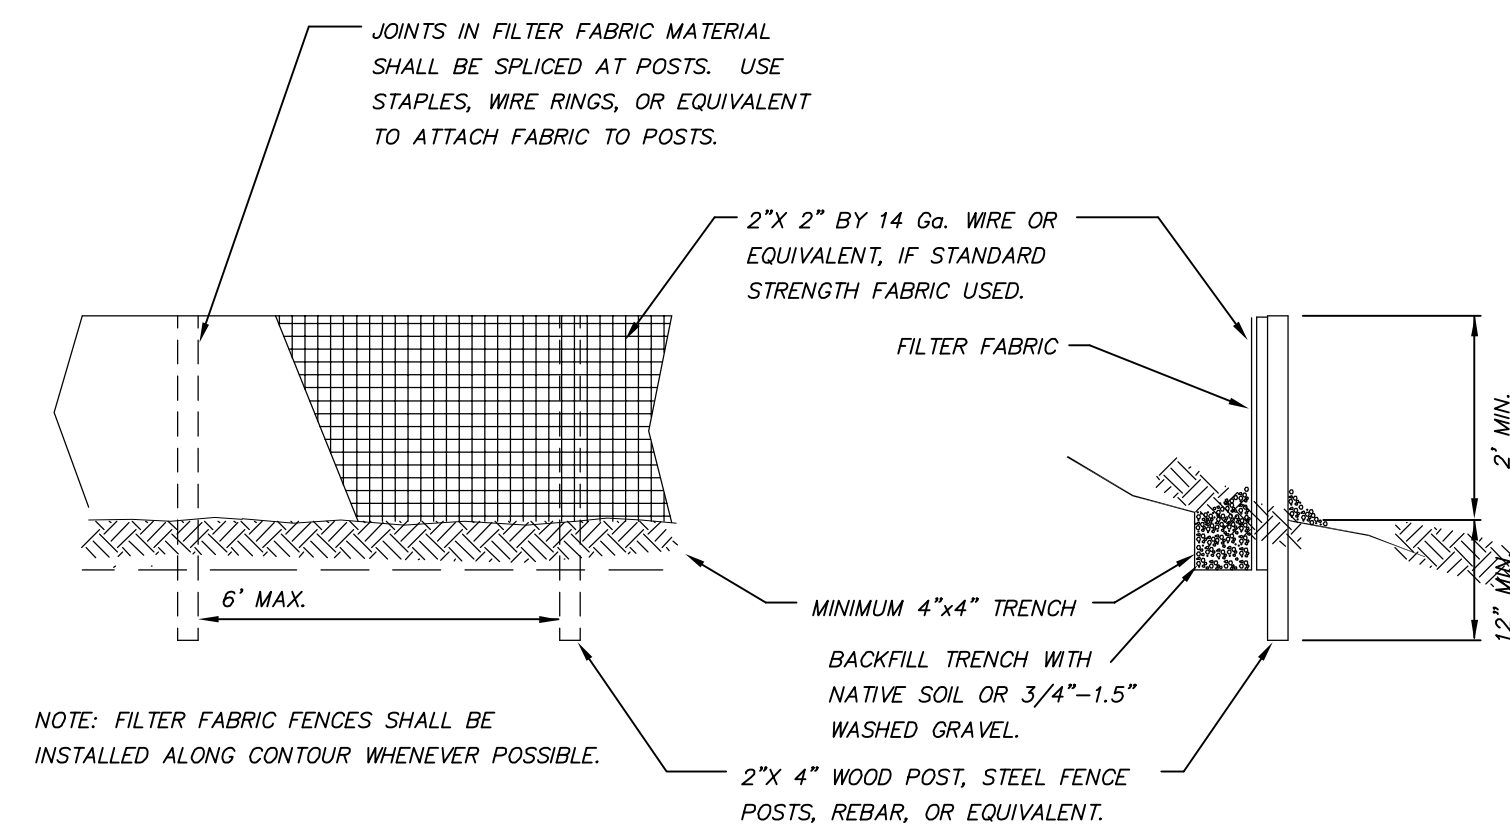 JOINTS IN FILTER FABRIC MATERIAL
SHALL BE SPLICED AT POSTS. USE
STAPLES, WIRE RINGS, OR EQUIVALENT
TO ATTACH FABRIC TO POSTS.
2"X 2" BY 14 Ga. WIRE OR
EQUIVALENT, IF STANDARD
STRENGTH FABRIC USED.
FILTER FABRIC
2' MIN.
12" MIN.
6' MAX.
MINIMUM 4"x4" TRENCH
BACKFILL TRENCH WITH
NATIVE SOIL OR 3/4"-1.5"
WASHED GRAVEL.
NOTE: FILTER FABRIC FENCES SHALL BE
INSTALLED ALONG CONTOUR WHENEVER POSSIBLE.
2"X 4" WOOD POST, STEEL FENCE
POSTS, REBAR, OR EQUIVALENT.